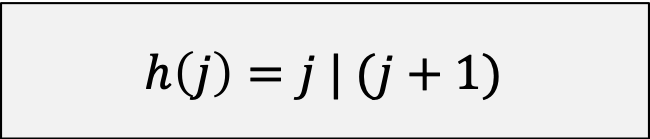 h(j) = j | (j + 1)